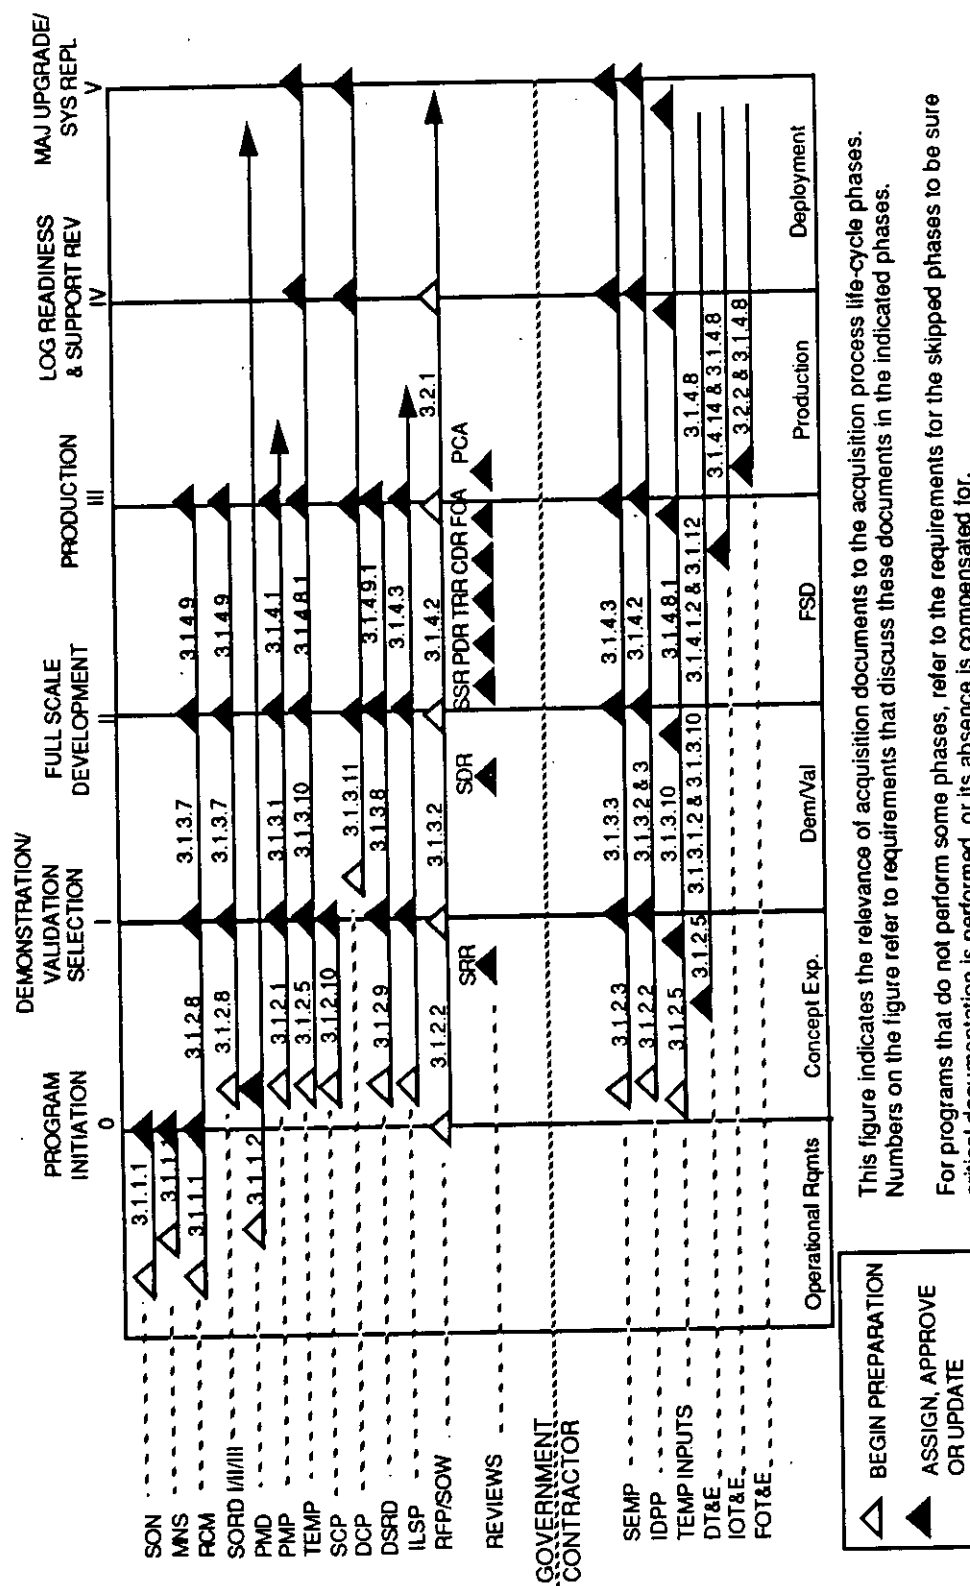 PROGRAM
INITIATION
DEMONSTRATION/
VALIDATION
SELECTION
FULL SCALE
DEVELOPMENT
PRODUCTION
LOG READINESS
& SUPPORT REV
MAJ UPGRADE/
SYS REPL
0 I II III IV V
SON 3.1.1.1
MNS 3.1.1.1
RCM 3.1.1.1 3.1.2.8 3.1.3.7 3.1.4.9
SORD I/II/III 3.1.2.8 3.1.3.7 3.1.4.9
PMD 3.1.1.2
PMP 3.1.2.1 3.1.3.1 3.1.4.1
TEMP 3.1.2.5 3.1.3.10 3.1.4.8.1
SCP 3.1.2.10
DCP 3.1.3.11
DSRD 3.1.2.9 3.1.3.8 3.1.4.9.1
ILSP 3.1.4.3
RFP/SOW 3.1.2.2 3.1.3.2 3.1.4.2 3.2.1
REVIEWS SRR SDR SSR PDR TRR CDR FCA PCA
GOVERNMENT
CONTRACTOR
SEMP 3.1.2.3 3.1.3.3 3.1.4.3
IDPP 3.1.2.2 3.1.3.2 & 3 3.1.4.2
TEMP INPUTS 3.1.2.5 3.1.3.10 3.1.4.8.1
DT&E 3.1.2.5 3.1.3.1.2 & 3.1.3.10 3.1.4.1.2 & 3.1.12 3.1.4.8
IOT&E 3.1.4.14 & 3.1.4.8
FOT&E 3.2.2 & 3.1.4.8
Operational Rqmts Concept Exp. Dem/Val FSD Production Deployment
BEGIN PREPARATION
ASSIGN, APPROVE
OR UPDATE
This figure indicates the relevance of acquisition documents to the acquisition process life-cycle phases.
Numbers on the figure refer to requirements that discuss these documents in the indicated phases.
For programs that do not perform some phases, refer to the requirements for the skipped phases to be sure
critical documentation is performed, or its absence is compensated for.